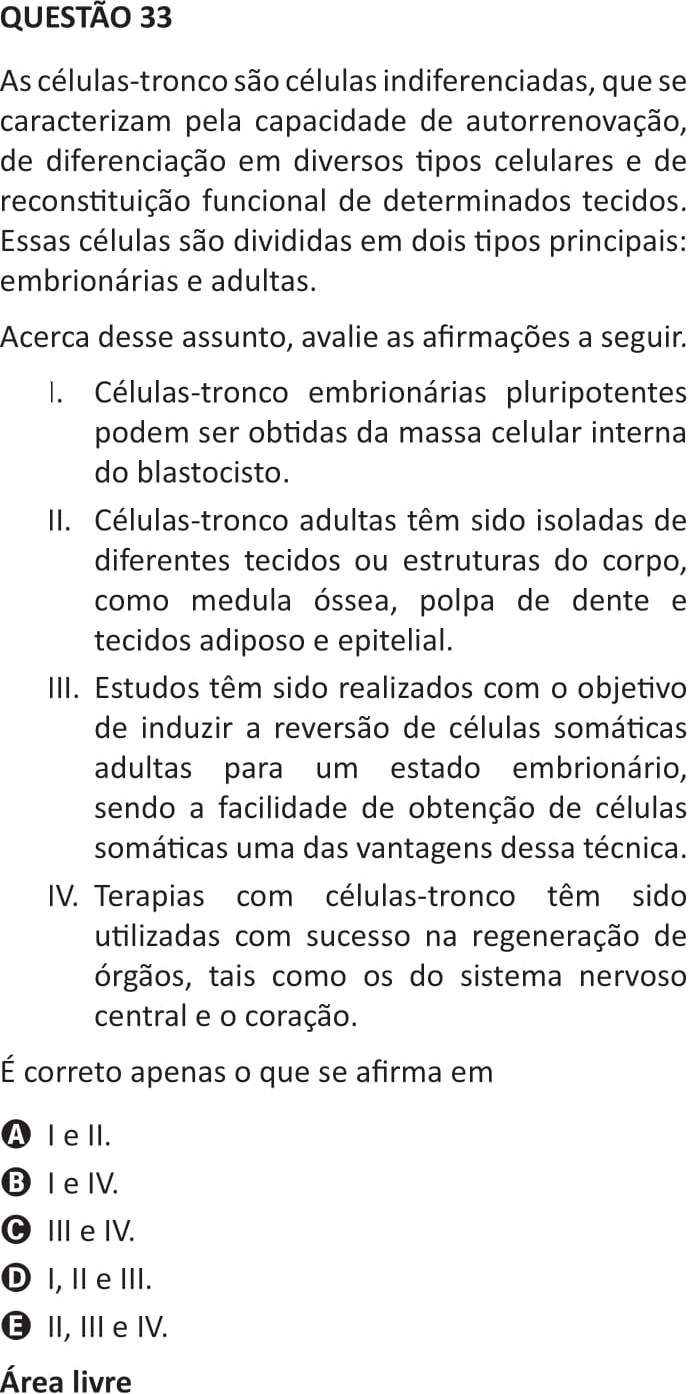 QUESTÃO 33
As células-tronco são células indiferenciadas, que se
caracterizam pela capacidade de autorrenovação,
de diferenciação em diversos tipos celulares e de
reconstituição funcional de determinados tecidos.
Essas células são divididas em dois tipos principais:
embrionárias e adultas.
Acerca desse assunto, avalie as afirmações a seguir.
I. Células-tronco embrionárias pluripotentes
podem ser obtidas da massa celular interna
do blastocisto.
II. Células-tronco adultas têm sido isoladas de
diferentes tecidos ou estruturas do corpo,
como medula óssea, polpa de dente e
tecidos adiposo e epitelial.
III. Estudos têm sido realizados com o objetivo
de induzir a reversão de células somáticas
adultas para um estado embrionário,
sendo a facilidade de obtenção de células
somáticas uma das vantagens dessa técnica.
IV. Terapias com células-tronco têm sido
utilizadas com sucesso na regeneração de
órgãos, tais como os do sistema nervoso
central e o coração.
É correto apenas o que se afirma em
A I e II.
B I e IV.
C III e IV.
D I, II e III.
E II, III e IV.
Área livre